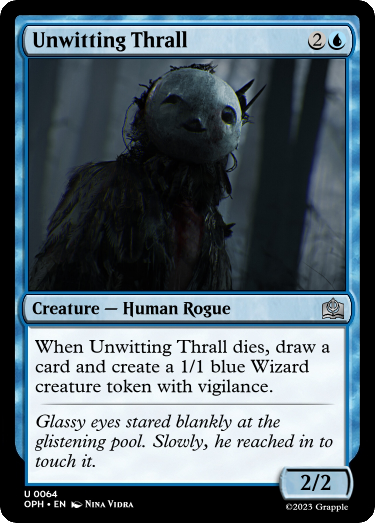 Unwitting Thrall 2
Creature — Human Rogue
When Unwitting Thrall dies, draw a
card and create a 1/1 blue Wizard
creature token with vigilance.
Glassy eyes stared blankly at the
glistening pool. Slowly, he reached in to
touch it.
2/2
U 0064
OPH • EN Nina Vidra
©2023 Grapple